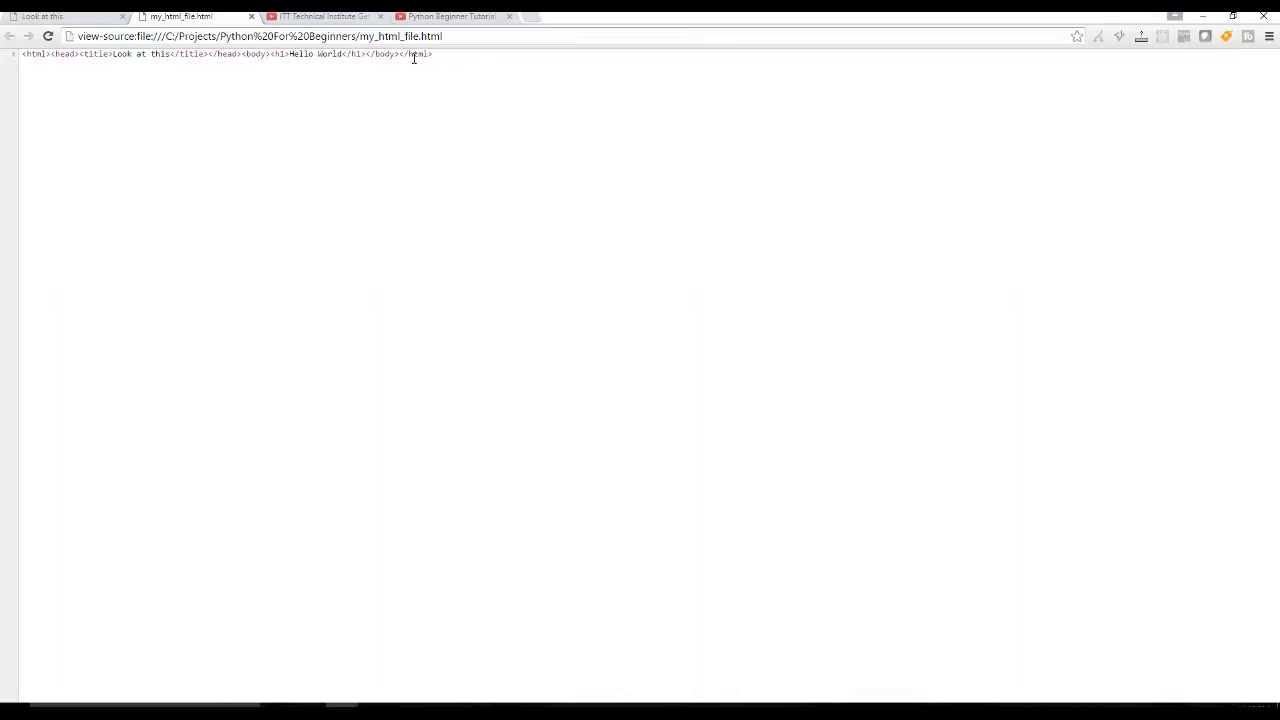 Look at this
my_html_file.html
ITT Technical Institute Ge
Python Beginner Tutorial
view-source:file:///C:/Projects/Python%20For%20Beginners/my_html_file.html
1
<html><head><title>Look at this</title></head><body><h1>Hello World</h1></body></html>